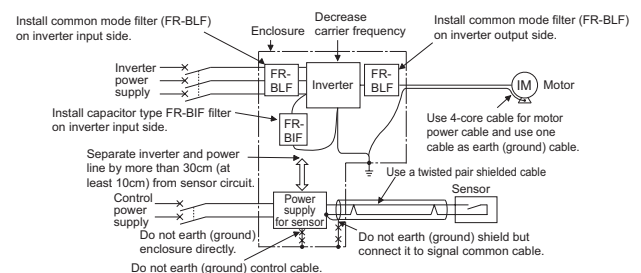 Install common mode filter (FR-BLF)
on inverter input side.
Enclosure
Decrease
carrier frequency
Install common mode filter (FR-BLF)
on inverter output side.
Inverter
power
supply
FR-
BLF
Inverter
FR-
BLF
IM
Motor
Install capacitor type FR-BIF filter
on inverter input side.
FR-
BIF
Use 4-core cable for motor
power cable and use one
cable as earth (ground) cable.
Separate inverter and power
line by more than 30cm (at
least 10cm) from sensor circuit.
Use a twisted pair shielded cable
Sensor
Control
power
supply
Power
supply
for sensor
Do not earth (ground)
enclosure directly.
Do not earth (ground) shield but
connect it to signal common cable.
Do not earth (ground) control cable.